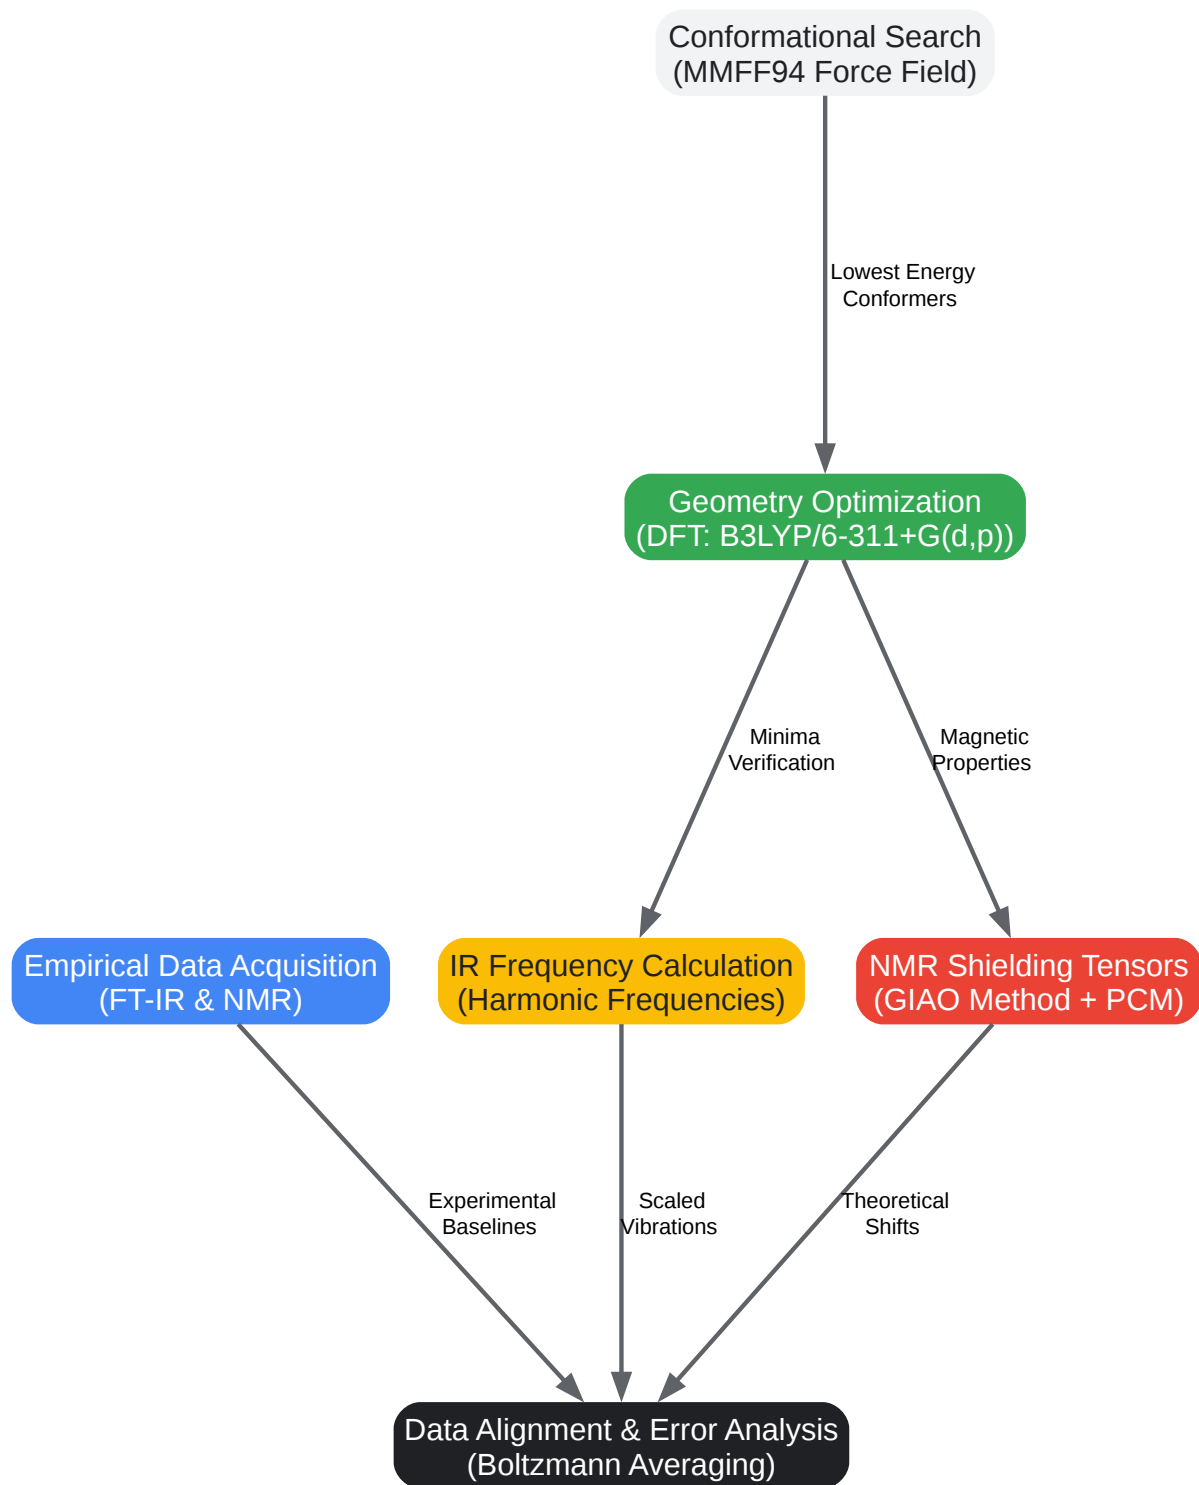 Conformational Search
(MMFF94 Force Field)
Lowest Energy
Conformers
Geometry Optimization
(DFT: B3LYP/6-311+G(d,p))
Minima
Verification
Magnetic
Properties
Empirical Data Acquisition
(FT-IR & NMR)
IR Frequency Calculation
(Harmonic Frequencies)
NMR Shielding Tensors
(GIAO Method + PCM)
Experimental
Baselines
Scaled
Vibrations
Theoretical
Shifts
Data Alignment & Error Analysis
(Boltzmann Averaging)